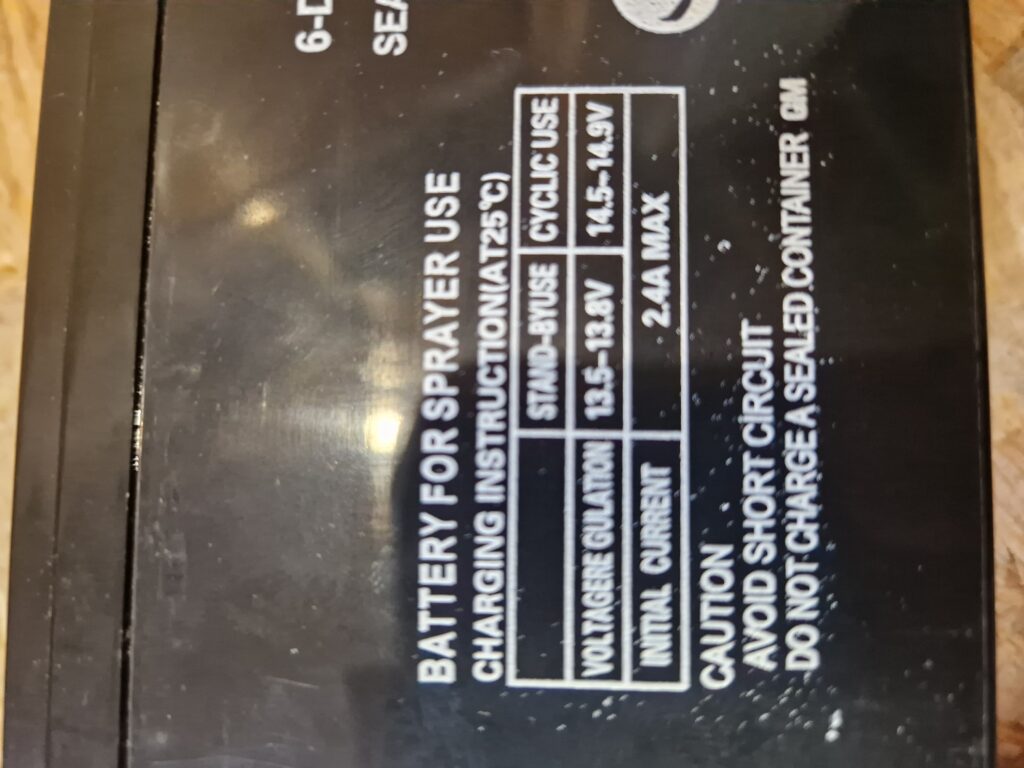 6-D
SEA
BATTERY FOR SPRAYER USE
CHARGING INSTRUCTION(AT25℃)
STAND-BYUSE CYCLIC USE
VOLTAGERE GULATION 13.5-13.8V 14.5-14.9V
INITIAL CURRENT 2.4A MAX
CAUTION
AVOID SHORT CIRCUIT
DO NOT CHARGE A SEALED CONTAINER GM